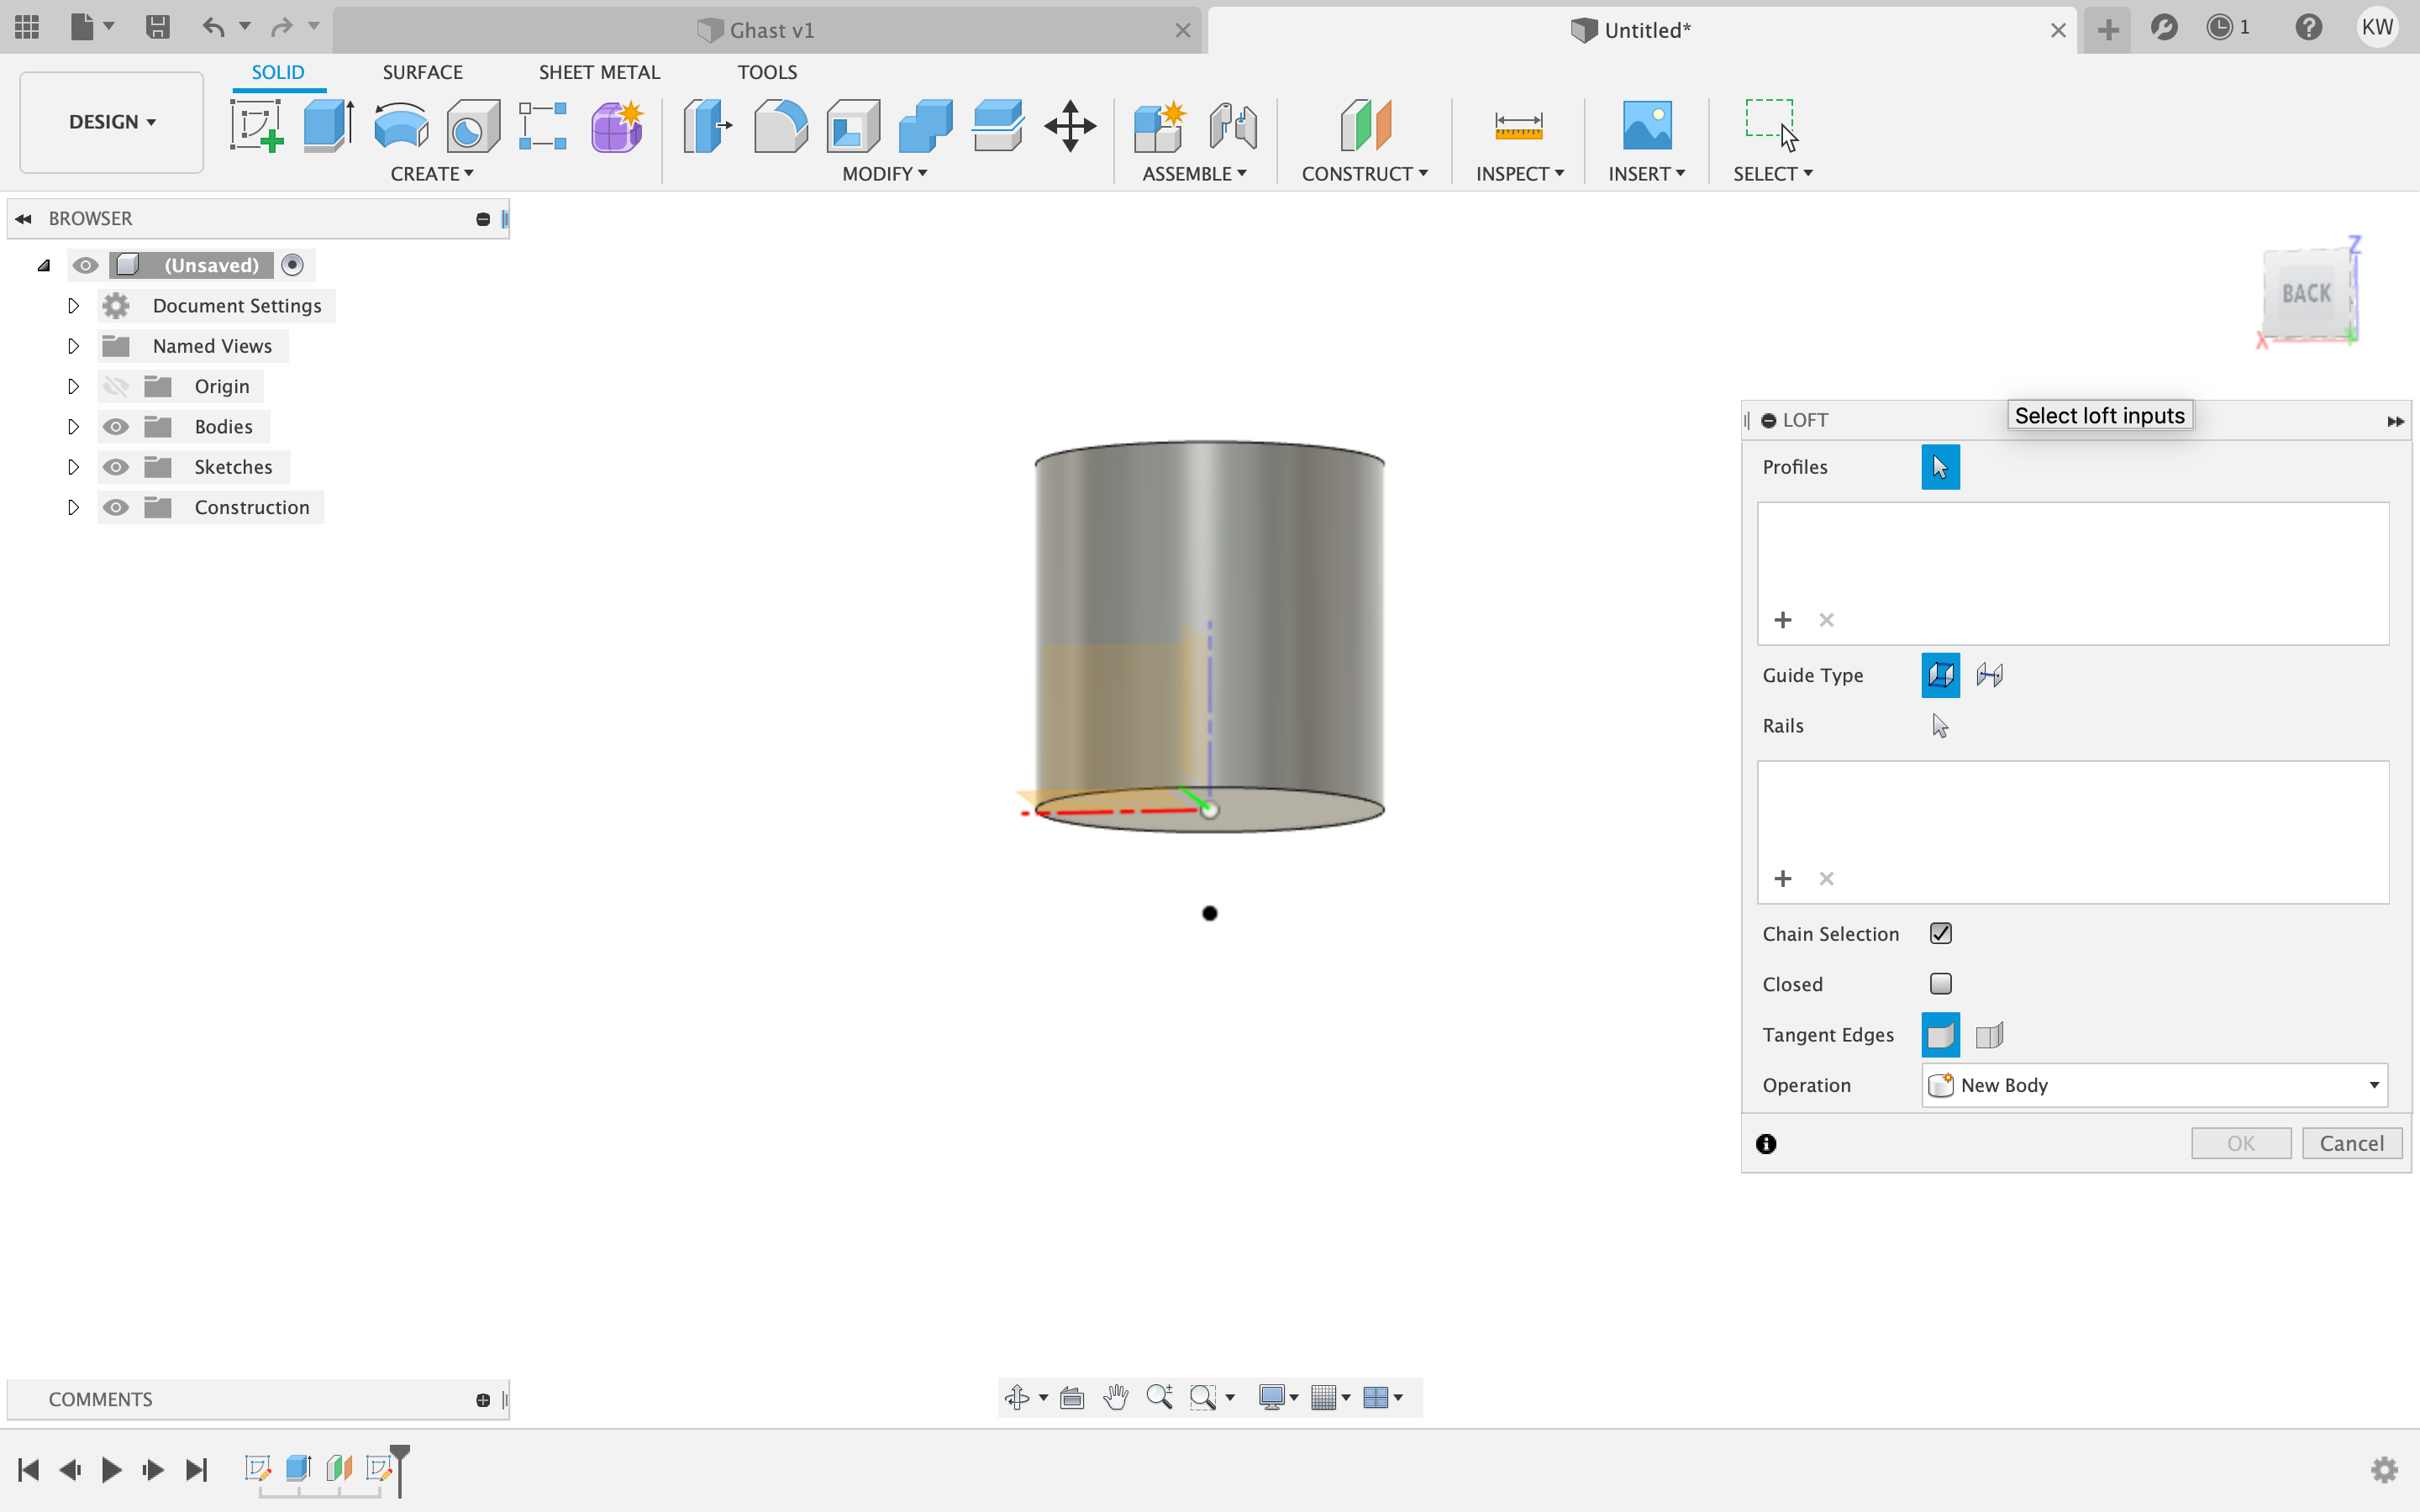 Ghast v1
Untitled*
1
KW
DESIGN
SOLID
SURFACE
SHEET METAL
TOOLS
CREATE
MODIFY
ASSEMBLE
CONSTRUCT
INSPECT
INSERT
SELECT
BROWSER
(Unsaved)
Document Settings
Named Views
Origin
Bodies
Sketches
Construction
Z
BACK
X
LOFT
Select loft inputs
Profiles
Guide Type
Rails
Chain Selection
Closed
Tangent Edges
Operation
New Body
OK
Cancel
COMMENTS